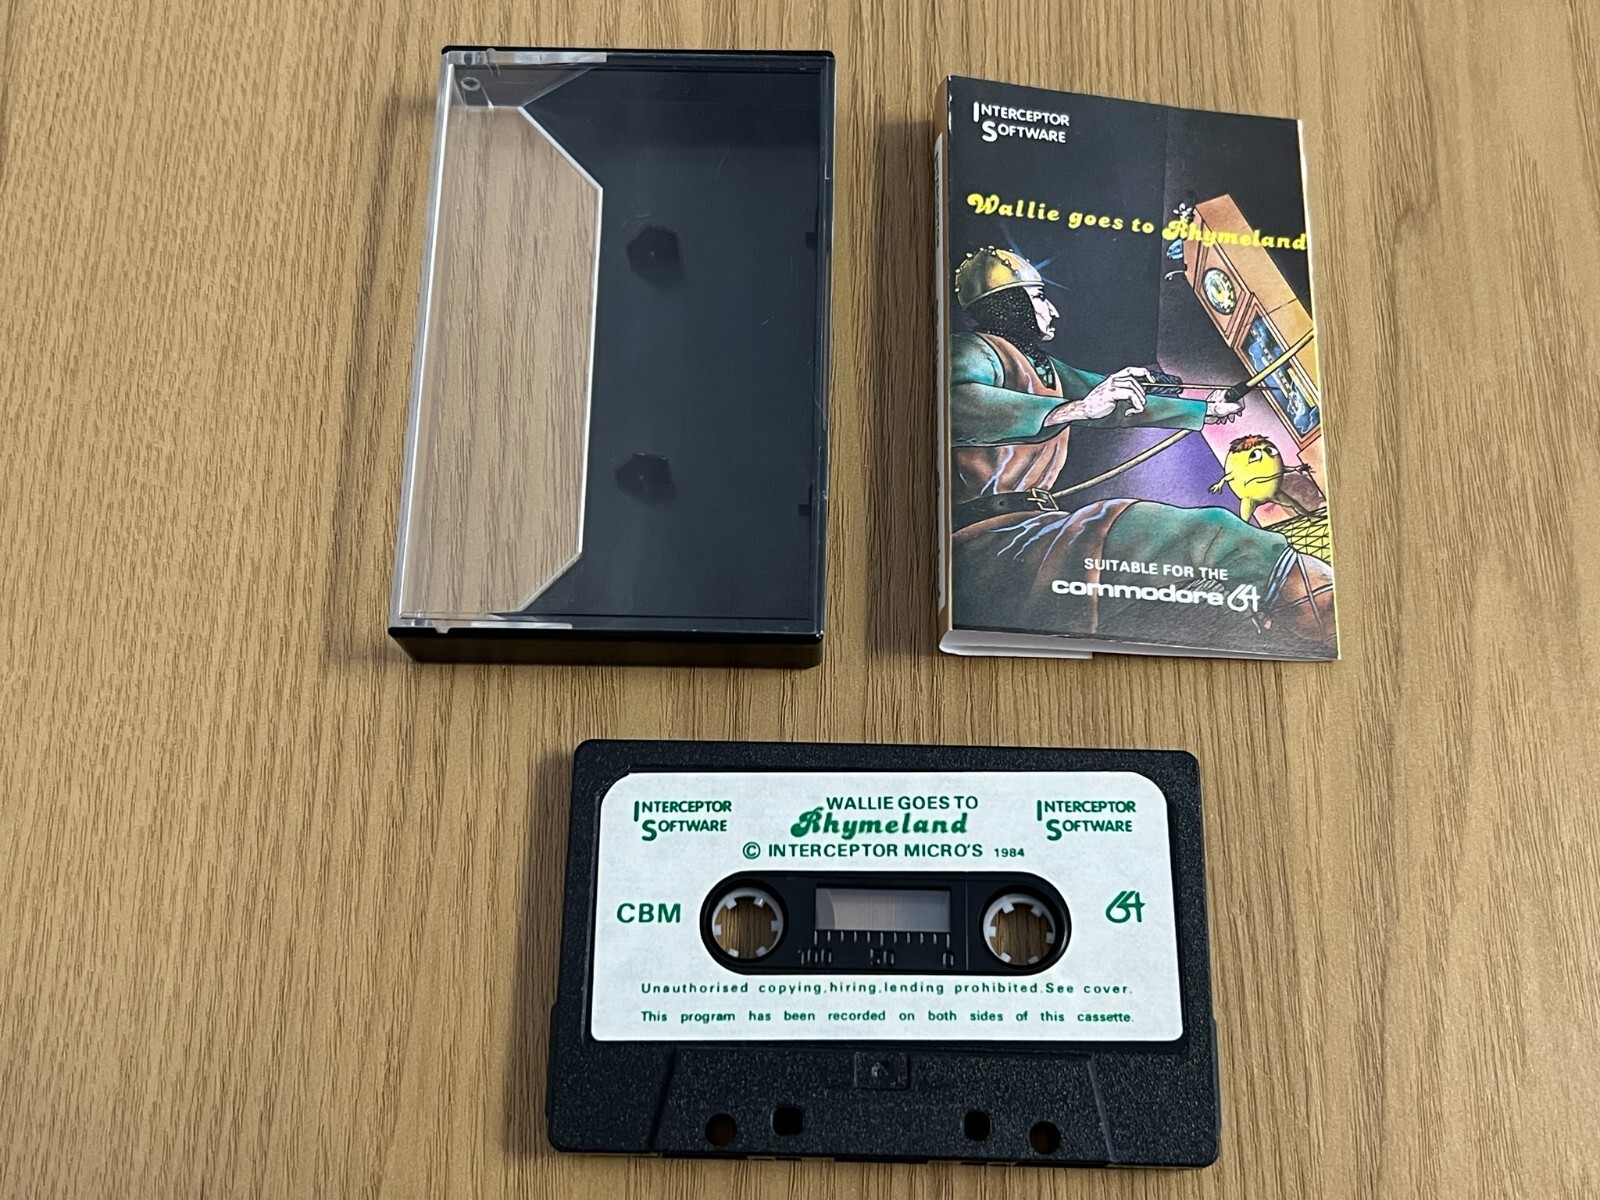 INTERCEPTOR
SOFTWARE
Wallie goes to Rhymeland
SUITABLE FOR THE
commodore 64
INTERCEPTOR
SOFTWARE
WALLIE GOES TO
Rhymeland
© INTERCEPTOR MICRO'S 1984
INTERCEPTOR
SOFTWARE
CBM
64
100 50 0
Unauthorised copying,hiring,lending prohibited.See cover.
This program has been recorded on both sides of this cassette.